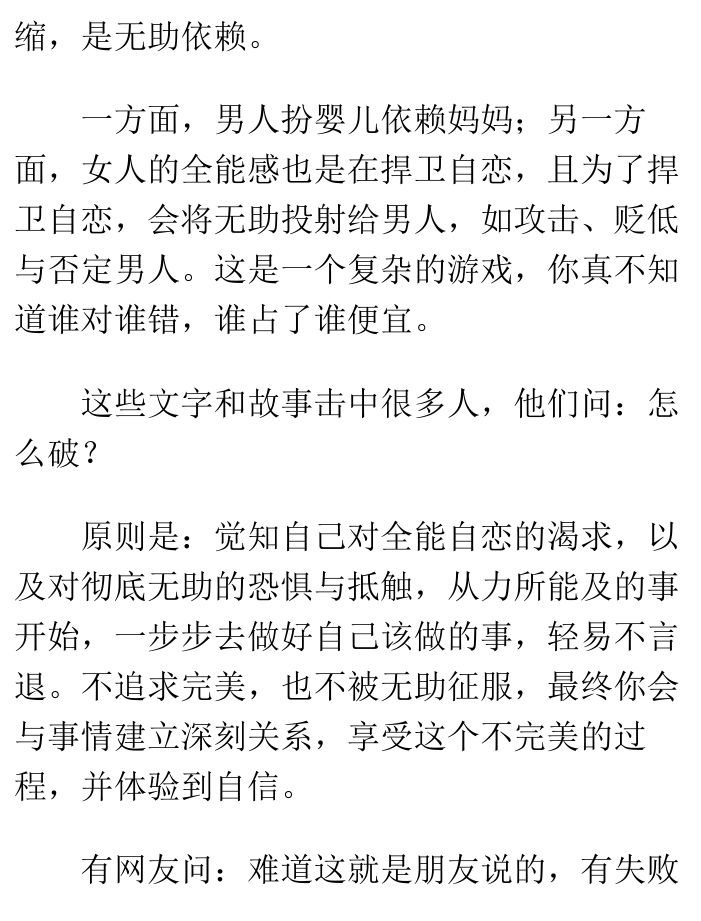 缩，是无助依赖。
一方面，男人扮婴儿依赖妈妈；另一方
面，女人的全能感也是在捍卫自恋，且为了捍
卫自恋，会将无助投射给男人，如攻击、贬低
与否定男人。这是一个复杂的游戏，你真不知
道谁对谁错，谁占了谁便宜。
这些文字和故事击中很多人，他们问：怎
么破？
原则是：觉知自己对全能自恋的渴求，以
及对彻底无助的恐惧与抵触，从力所能及的事
开始，一步步去做好自己该做的事，轻易不言
退。不追求完美，也不被无助征服，最终你会
与事情建立深刻关系，享受这个不完美的过
程，并体验到自信。
有网友问：难道这就是朋友说的，有失败